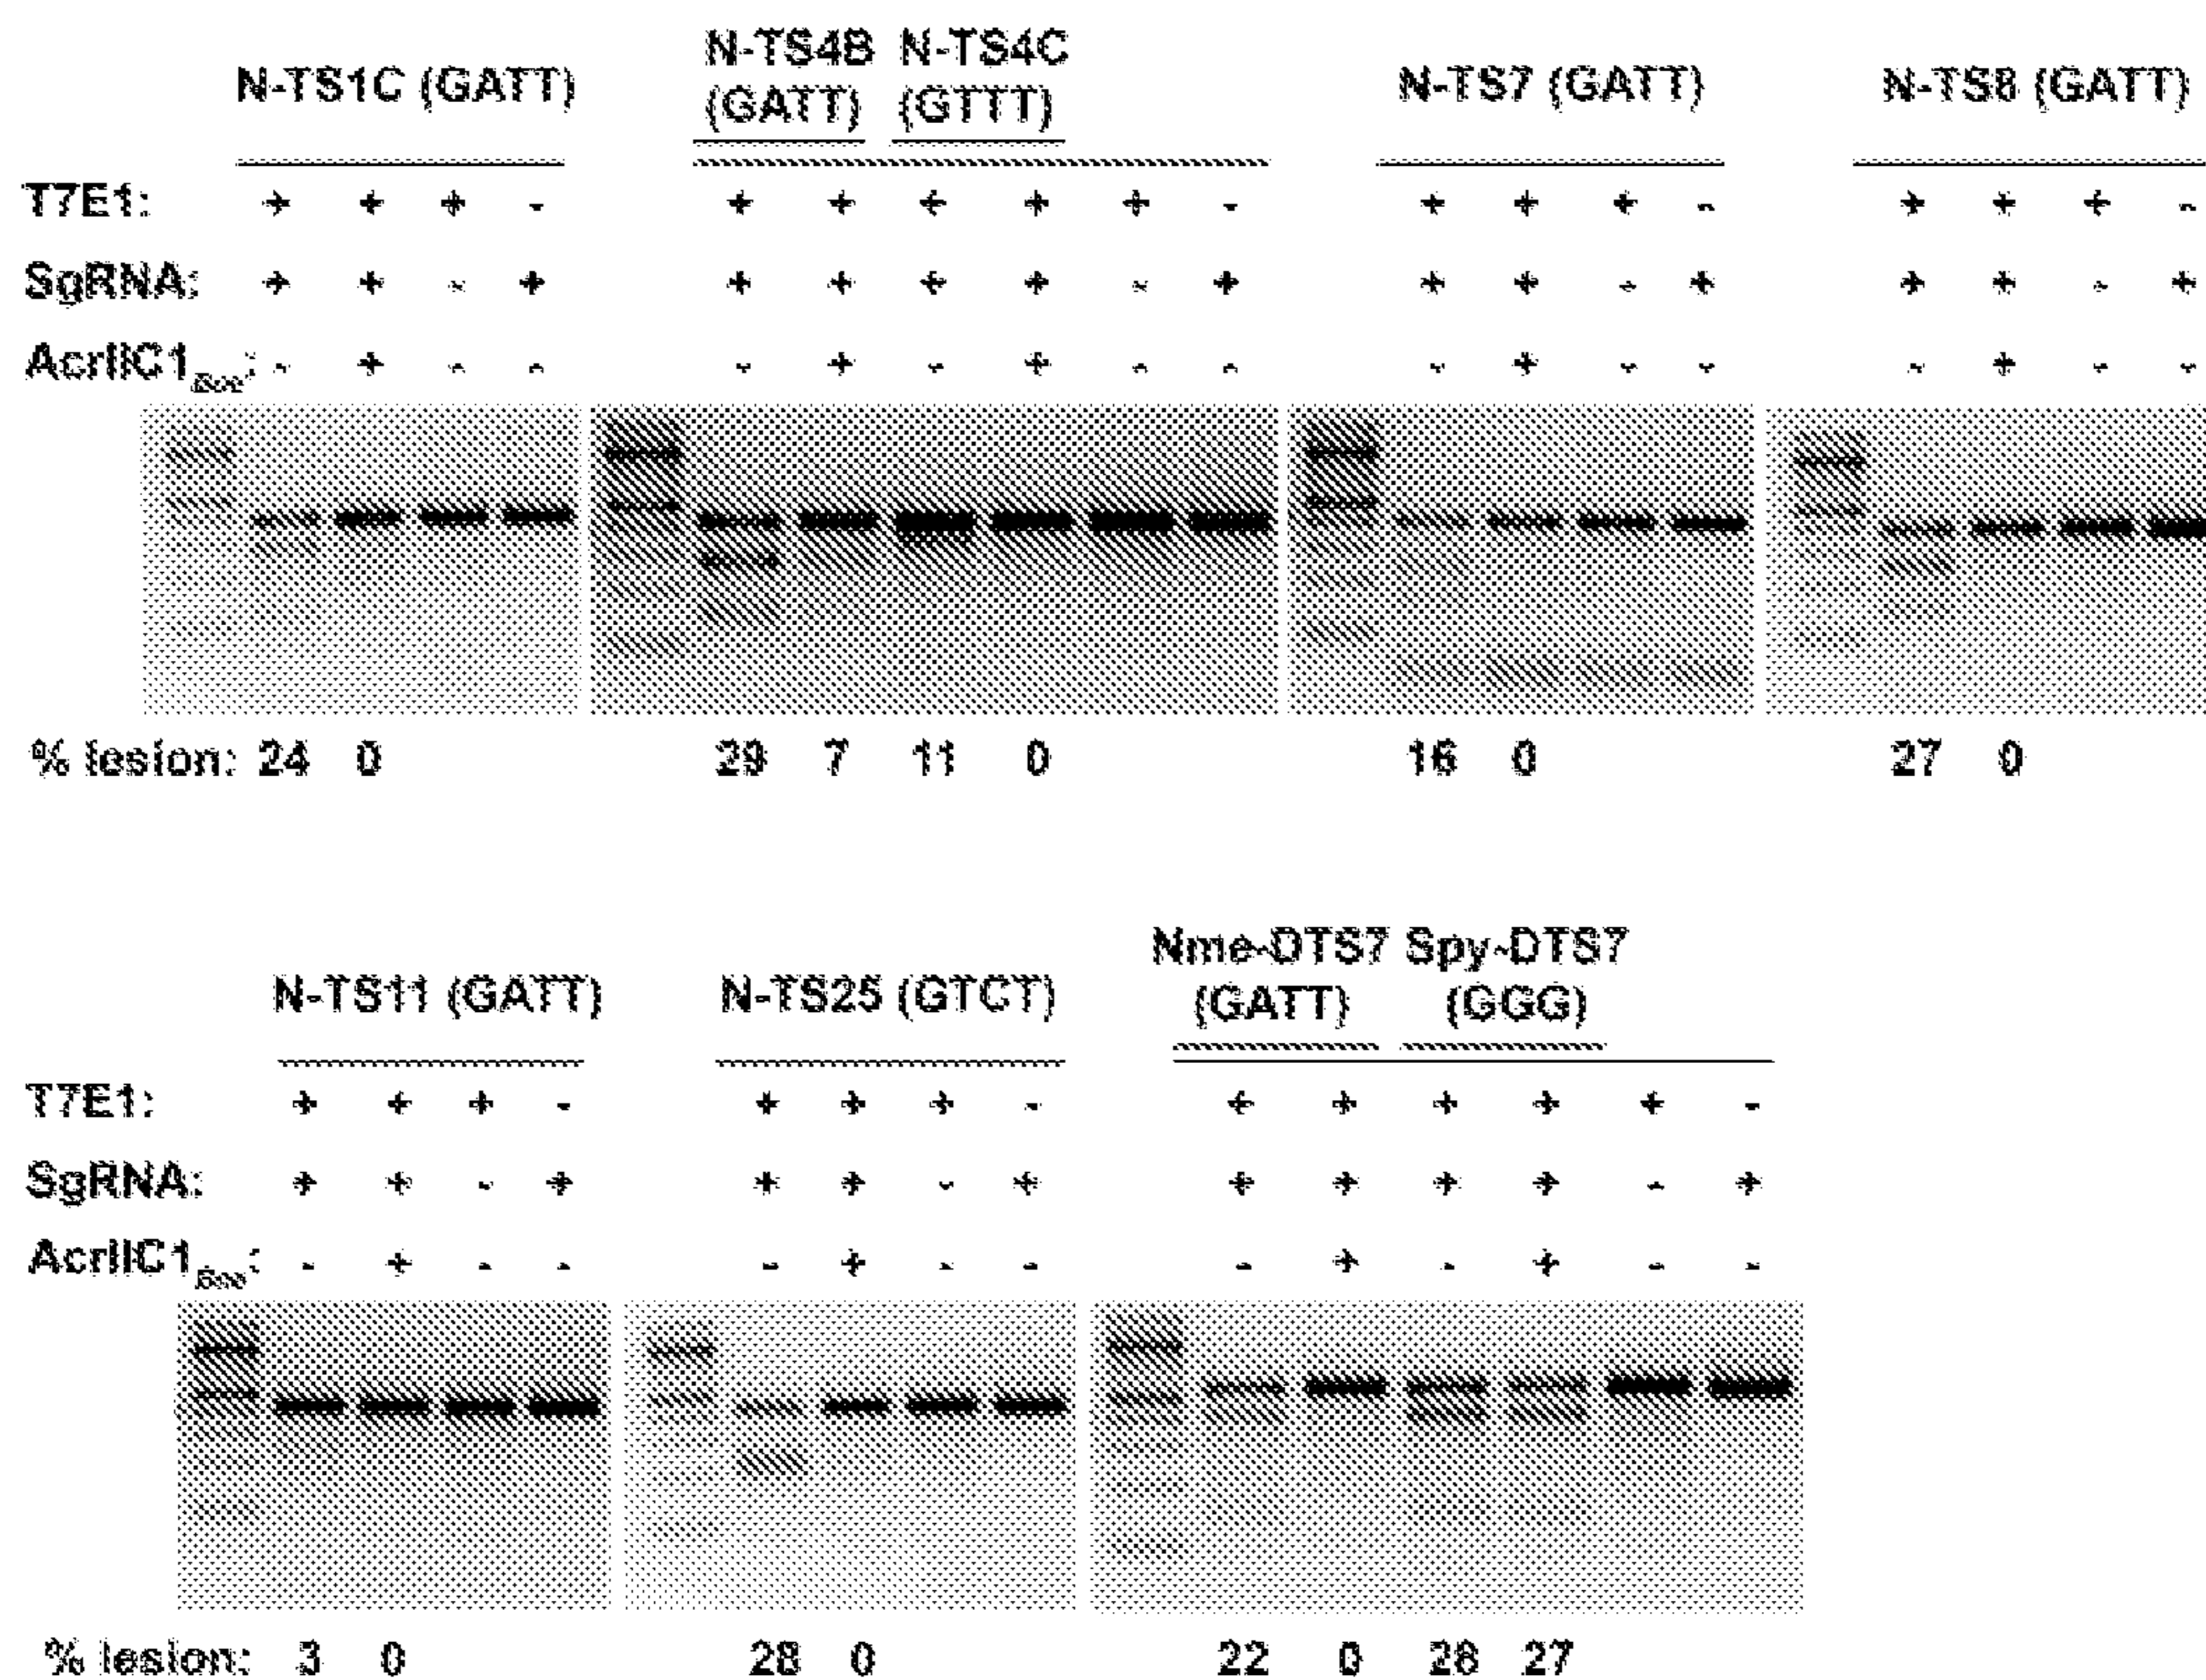 N-TS4B N-TS4C
N-TS1C (GATT) (GATT) (GTTT) N-TS7 (GATT) N-TS8 (GATT)
T7E1: + + + - + + + + + - + + + - + + + -
SgRNA: + + - + + + + + - + + + - + + + - +
AcrIIC1Boe: - + - - - + - + - - - + - - - + - -
% lesion: 24 0 29 7 11 0 16 0 27 0
Nme-DTS7 Spy-DTS7
N-TS11 (GATT) N-TS25 (GTCT) (GATT) (GGG)
T7E1: + + + - + + + - + + + + + -
SgRNA: + + - + + + - + + + + + - +
AcrIIC1Boe: - + - - - + - - - + - + - -
% lesion: 3 0 28 0 22 0 26 27